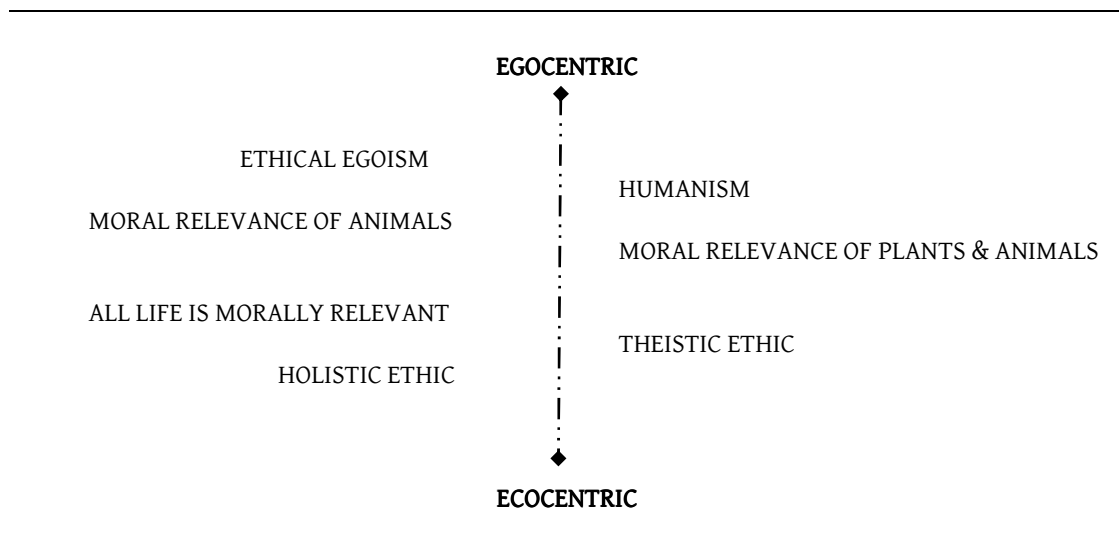 EGOCENTRIC
ETHICAL EGOISM
HUMANISM
MORAL RELEVANCE OF ANIMALS
MORAL RELEVANCE OF PLANTS & ANIMALS
ALL LIFE IS MORALLY RELEVANT
THEISTIC ETHIC
HOLISTIC ETHIC
ECOCENTRIC